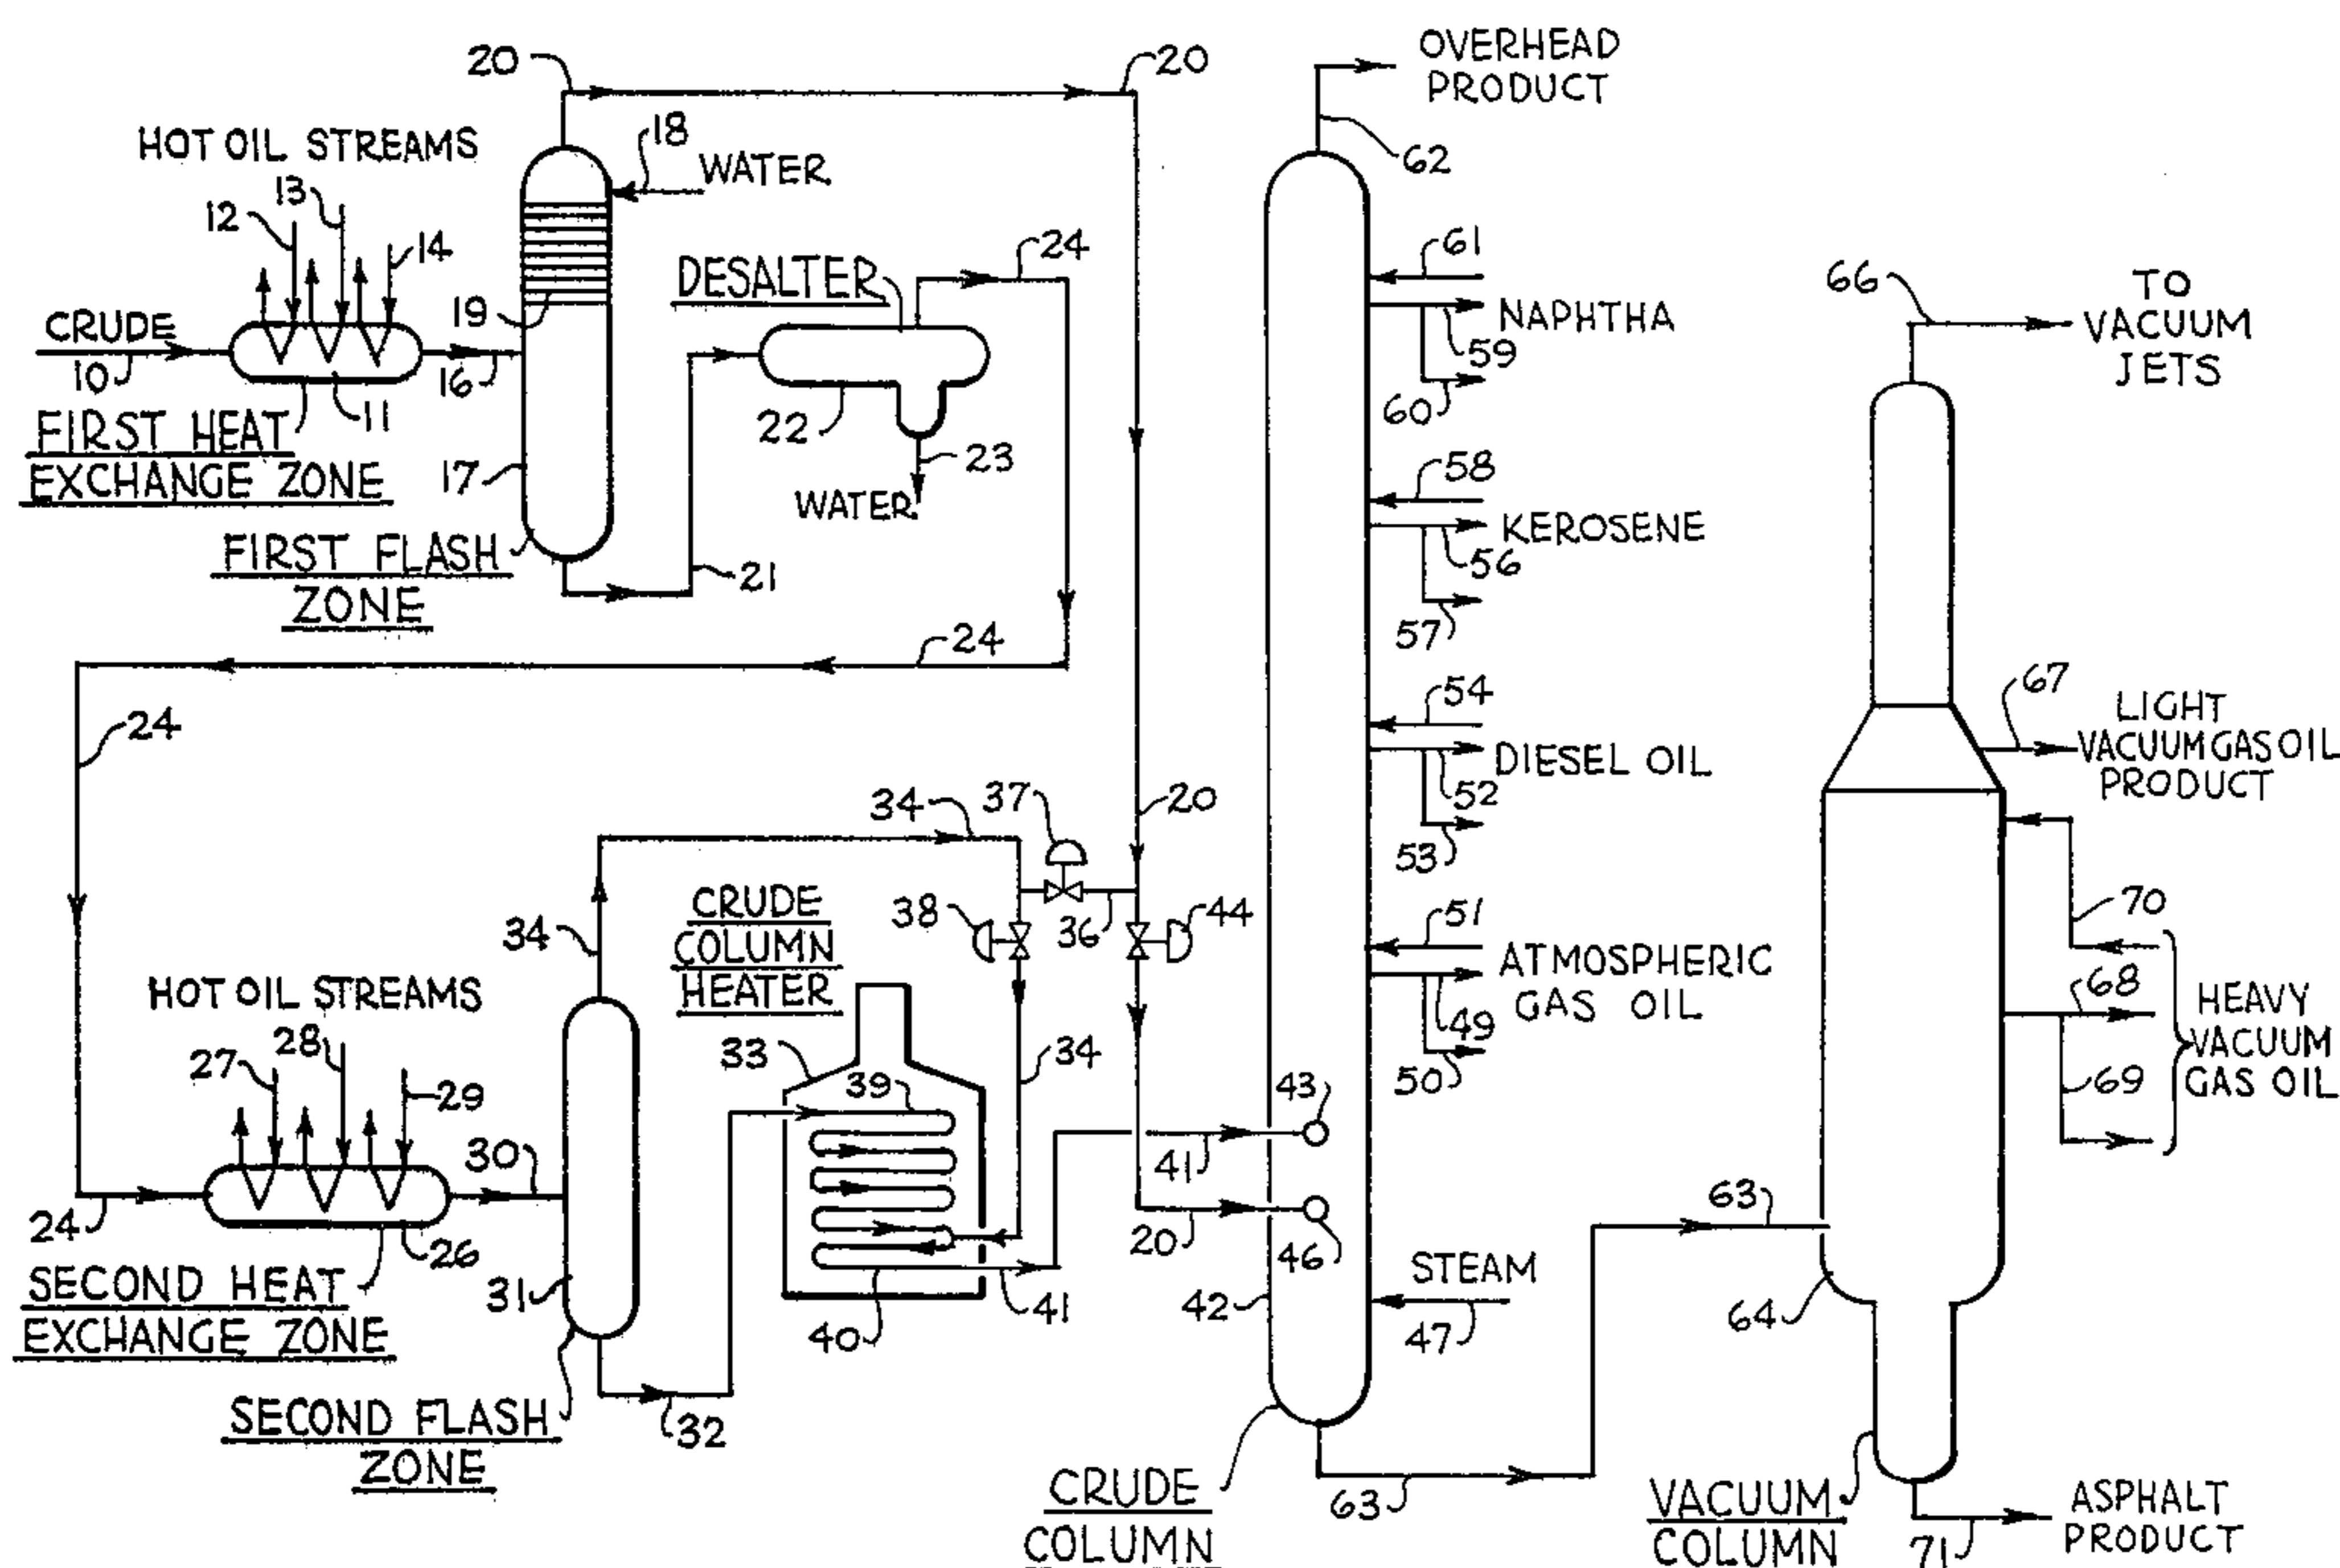 20
20
OVERHEAD
PRODUCT
62
HOT OIL STREAMS
18
WATER
13
12
14
61
DESALTER
24
66
TO
VACUUM
JETS
NAPHTHA
59
60
CRUDE
10
16
19
11
22
FIRST HEAT
EXCHANGE ZONE
17
23
WATER
58
KEROSENE
56
57
FIRST FLASH
ZONE
21
24
24
54
DIESEL OIL
52
53
67
LIGHT
VACUUM GAS OIL
PRODUCT
34
37
20
CRUDE
COLUMN
HEATER
38
36
44
51
ATMOSPHERIC
GAS OIL
49
50
70
68
HEAVY
VACUUM
GAS OIL
69
34
HOT OIL STREAMS
28
27
29
33
39
34
43
41
30
24
26
20
46
63
SECOND HEAT
EXCHANGE ZONE
31
40
41
42
STEAM
47
64
SECOND FLASH
ZONE
32
CRUDE
COLUMN
63
VACUUM
COLUMN
71
ASPHALT
PRODUCT